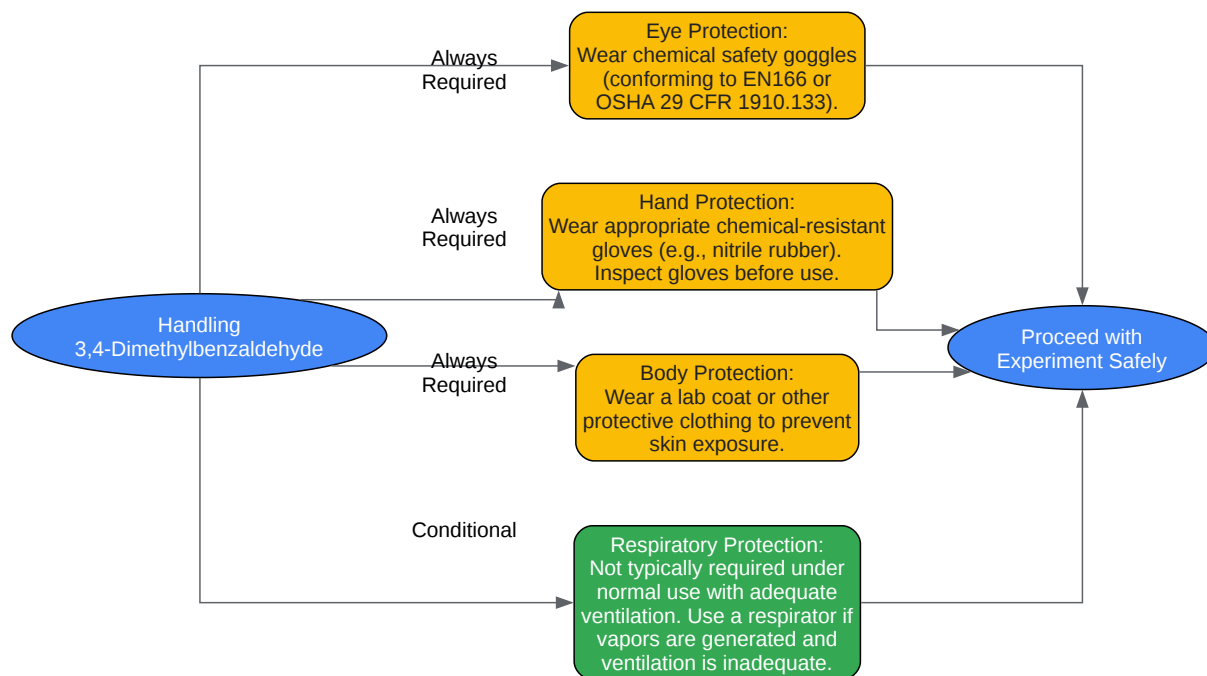 Eye Protection:
Wear chemical safety goggles
(conforming to EN166 or
OSHA 29 CFR 1910.133).
Always
Required
Hand Protection:
Wear appropriate chemical-resistant
gloves (e.g., nitrile rubber).
Inspect gloves before use.
Always
Required
Handling
3,4-Dimethylbenzaldehyde
Proceed with
Experiment Safely
Always
Required
Body Protection:
Wear a lab coat or other
protective clothing to prevent
skin exposure.
Conditional
Respiratory Protection:
Not typically required under
normal use with adequate
ventilation. Use a respirator if
vapors are generated and
ventilation is inadequate.